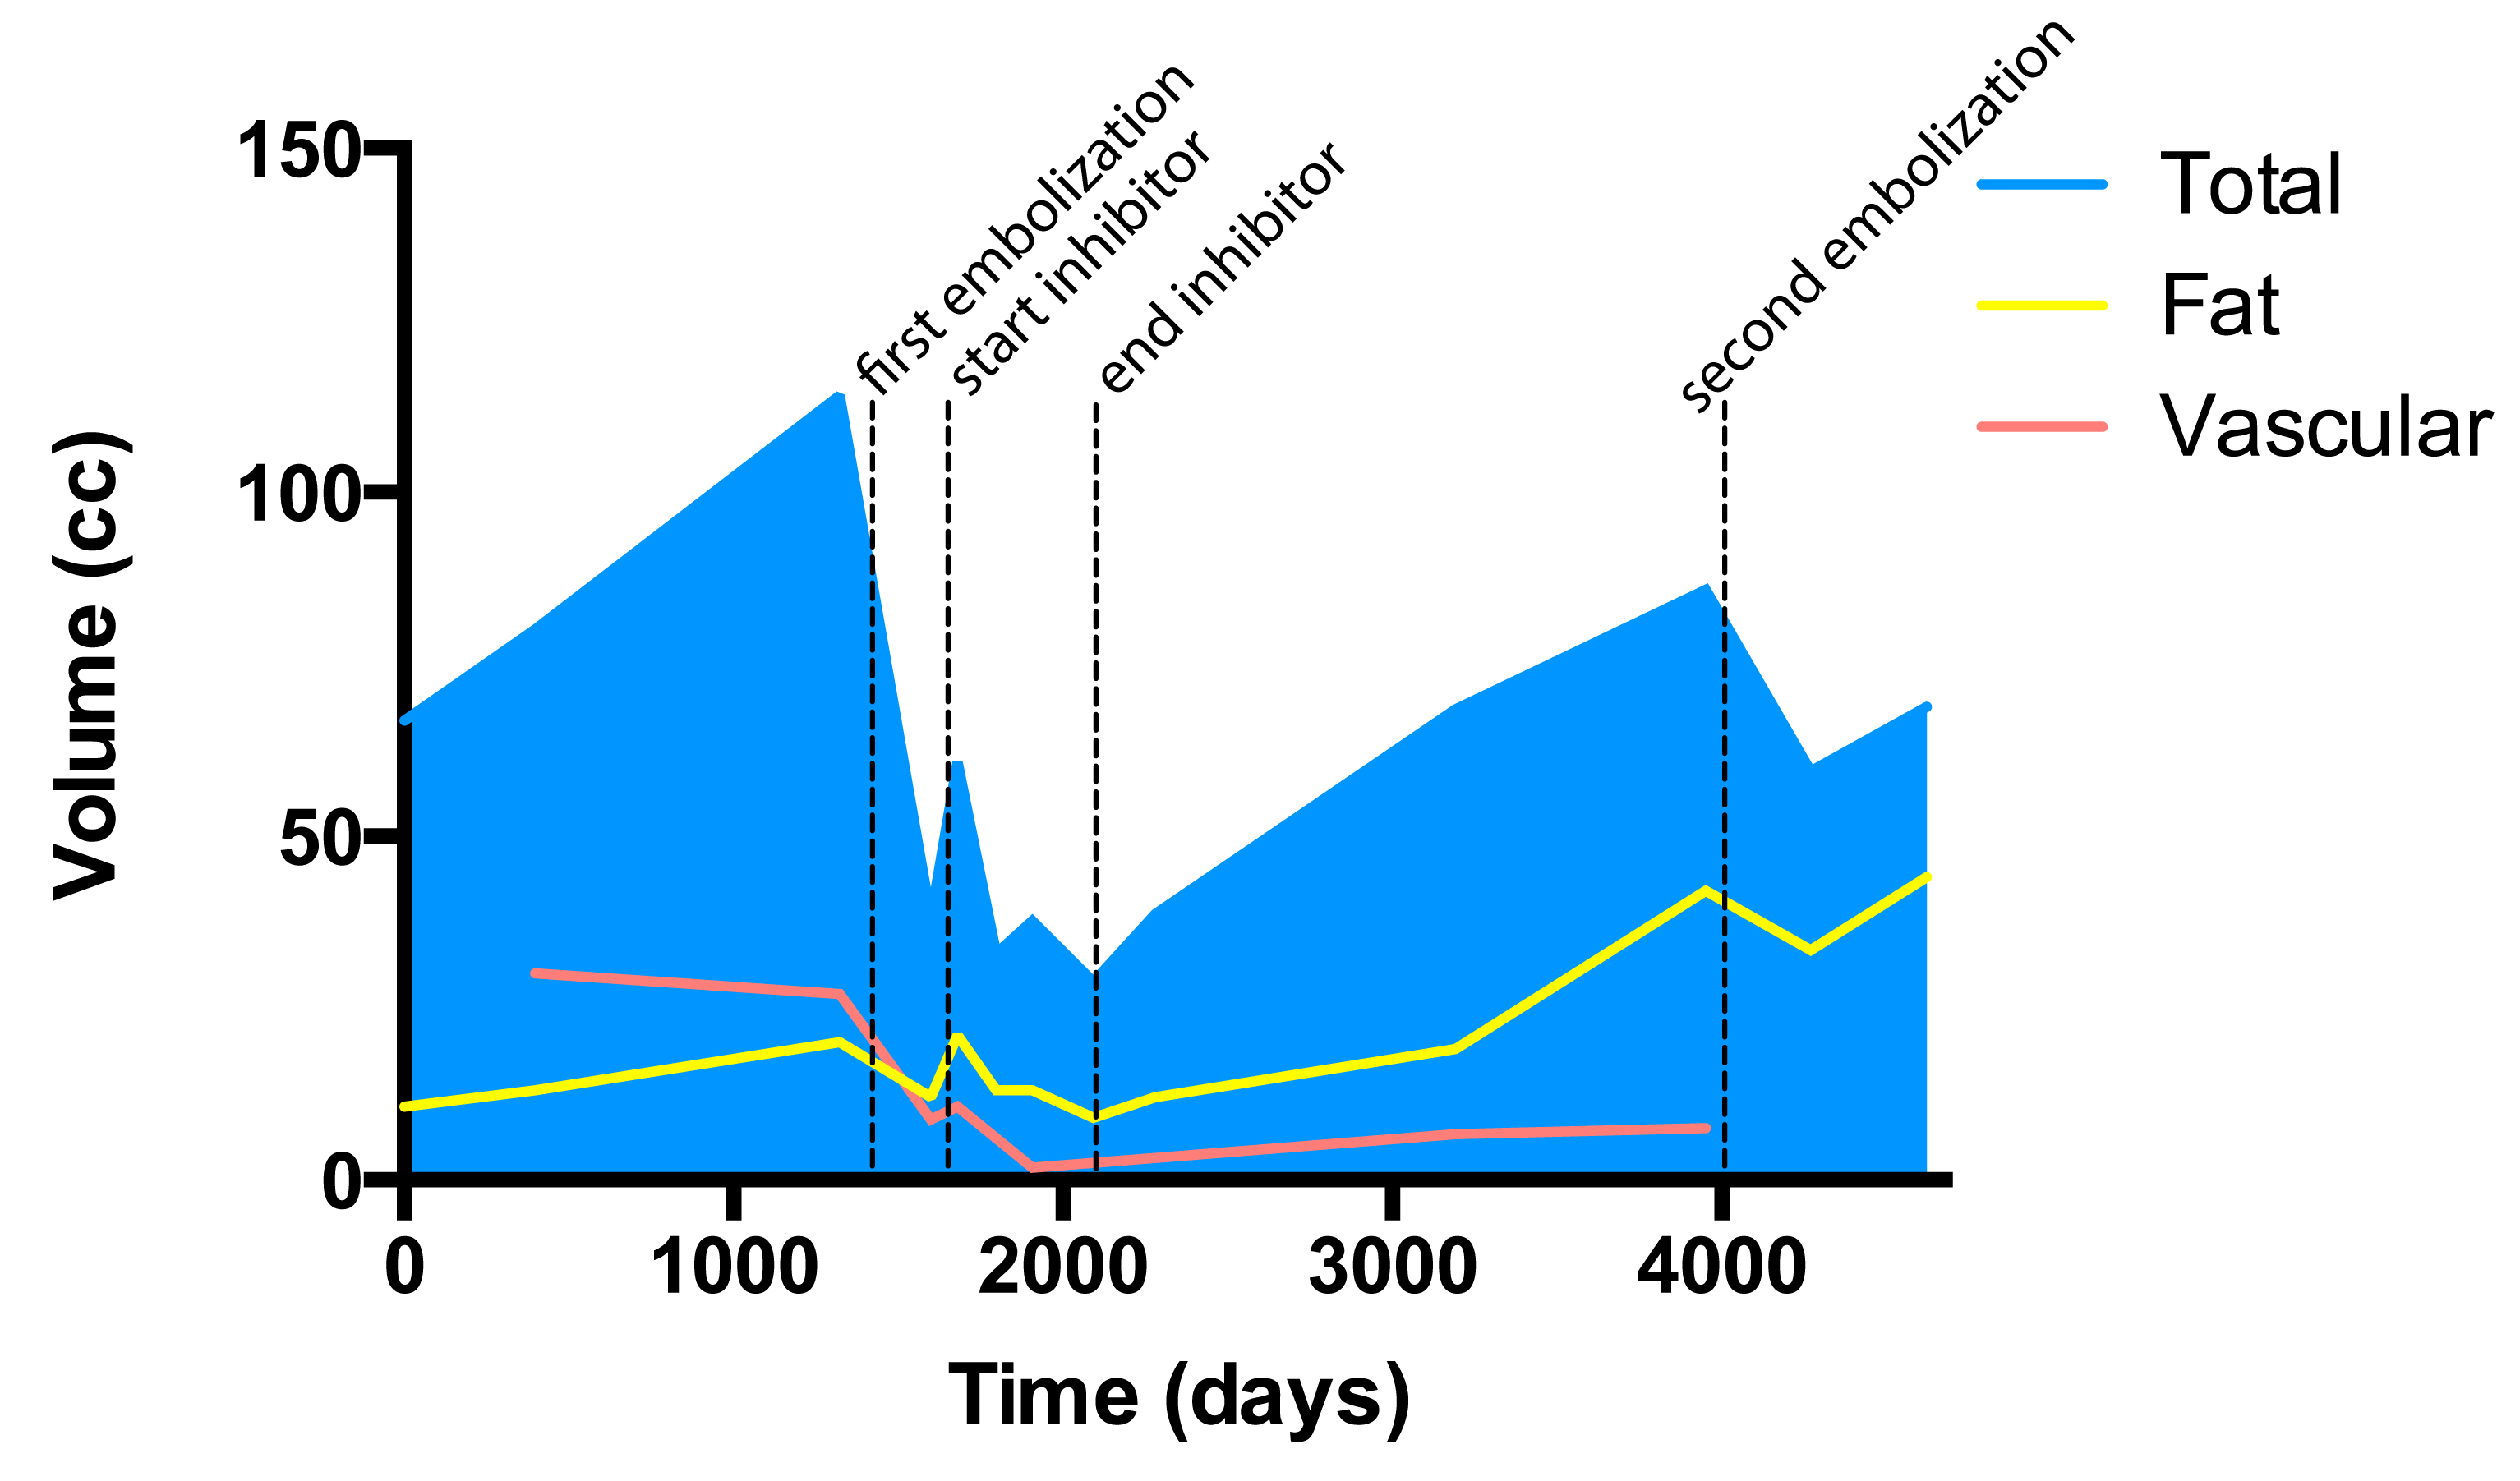 first embolization
start inhibitor
end inhibitor
second embolization
Total
Fat
Vascular
Volume (cc)
150
100
50
0
0
1000
2000
3000
4000
Time (days)